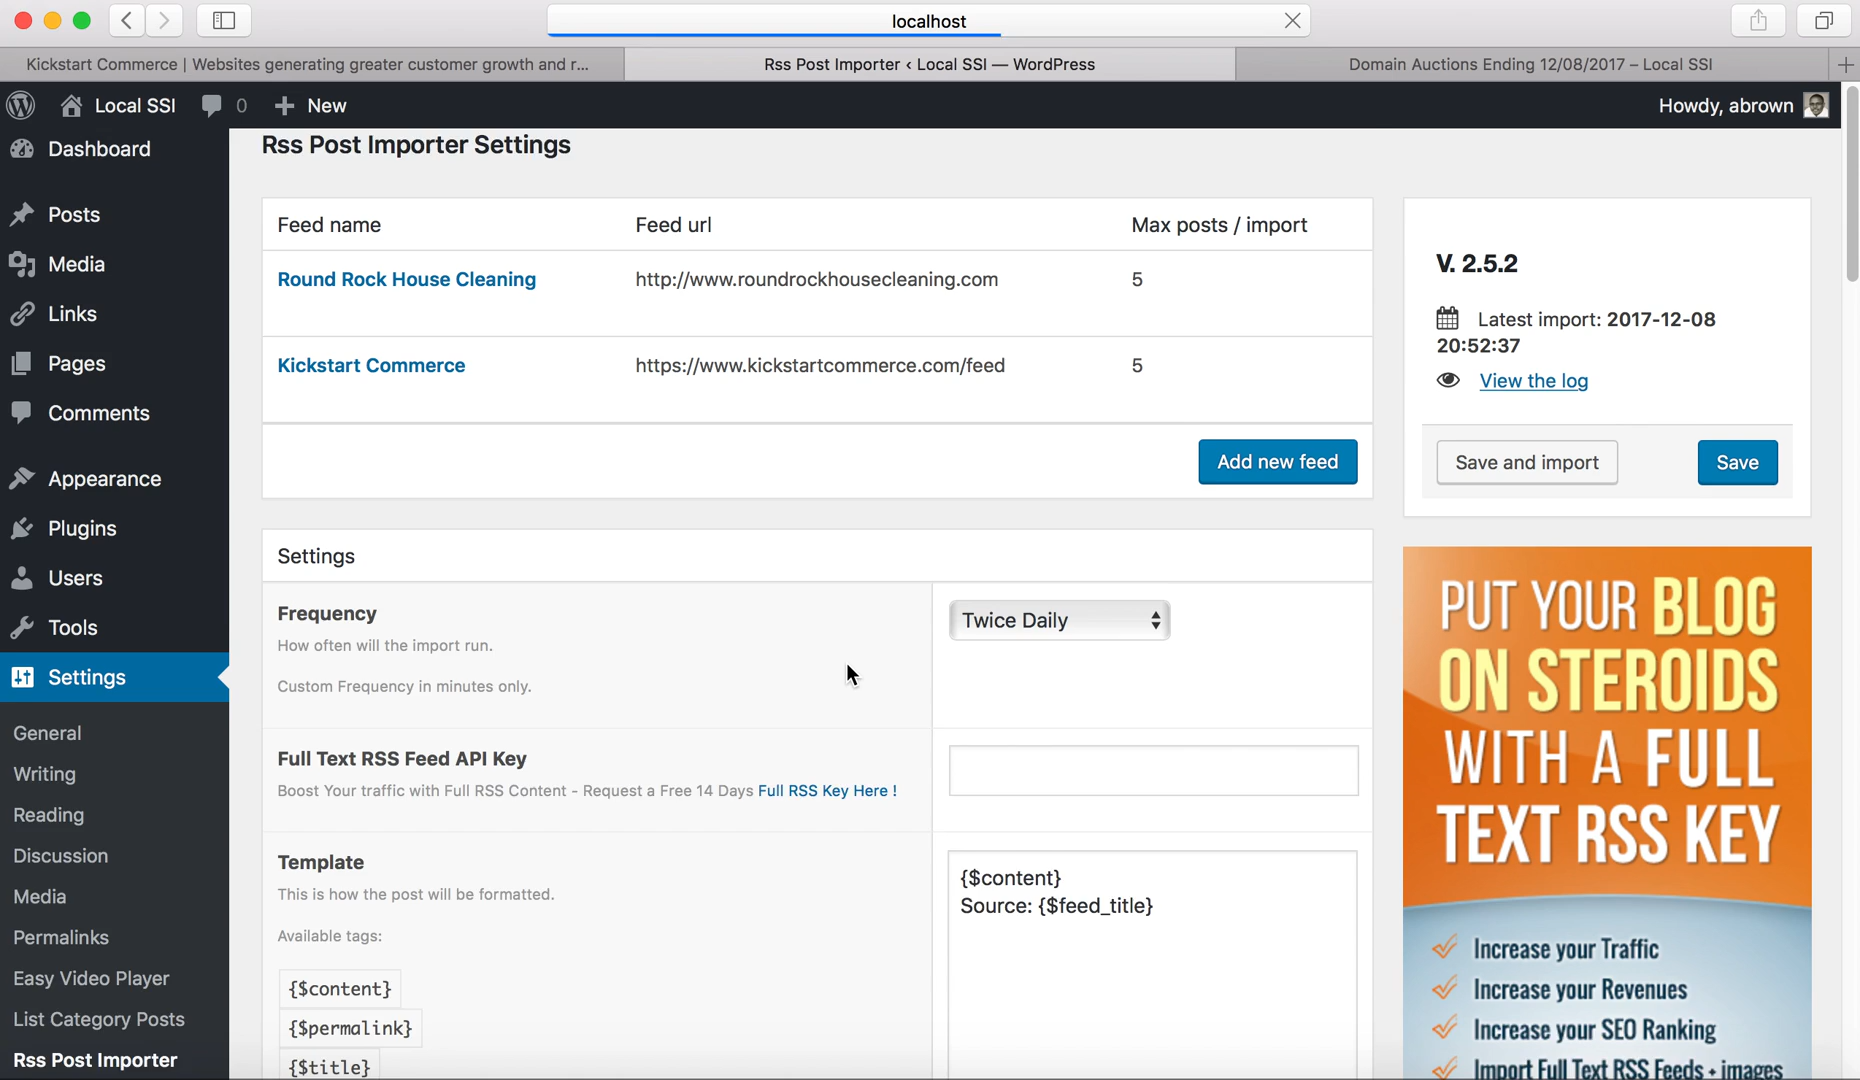 localhost
Kickstart Commerce | Websites generating greater customer growth and r...
Rss Post Importer ‹ Local SSI — WordPress
Domain Auctions Ending 12/08/2017 – Local SSI
Local SSI
0
New
Howdy, abrown
Dashboard
Posts
Media
Links
Pages
Comments
Appearance
Plugins
Users
Tools
Settings
General
Writing
Reading
Discussion
Media
Permalinks
Easy Video Player
List Category Posts
Rss Post Importer
Rss Post Importer Settings
Feed name Feed url Max posts / import
Round Rock House Cleaning http://www.roundrockhousecleaning.com 5
Kickstart Commerce https://www.kickstartcommerce.com/feed 5
Add new feed
Settings
Frequency
How often will the import run.
Custom Frequency in minutes only.
Twice Daily
Full Text RSS Feed API Key
Boost Your traffic with Full RSS Content - Request a Free 14 Days Full RSS Key Here !
Template
This is how the post will be formatted.
Available tags:
{$content}
{$permalink}
{$title}
{$content}
Source: {$feed_title}
V. 2.5.2
Latest import: 2017-12-08
20:52:37
View the log
Save and import
Save
PUT YOUR BLOG
ON STEROIDS
WITH A FULL
TEXT RSS KEY
Increase your Traffic
Increase your Revenues
Increase your SEO Ranking
Import Full Text RSS Feeds + images